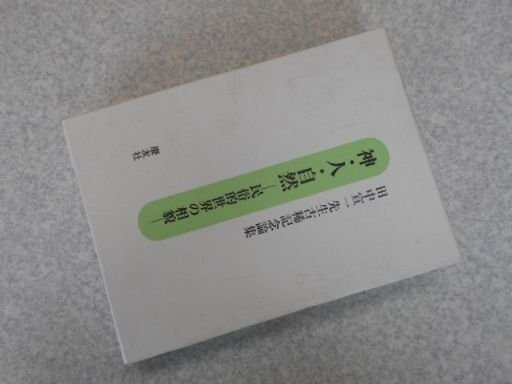 田中宣一先生古稀記念論集
神・人・自然
―民俗的世界の相貌―
慶友社